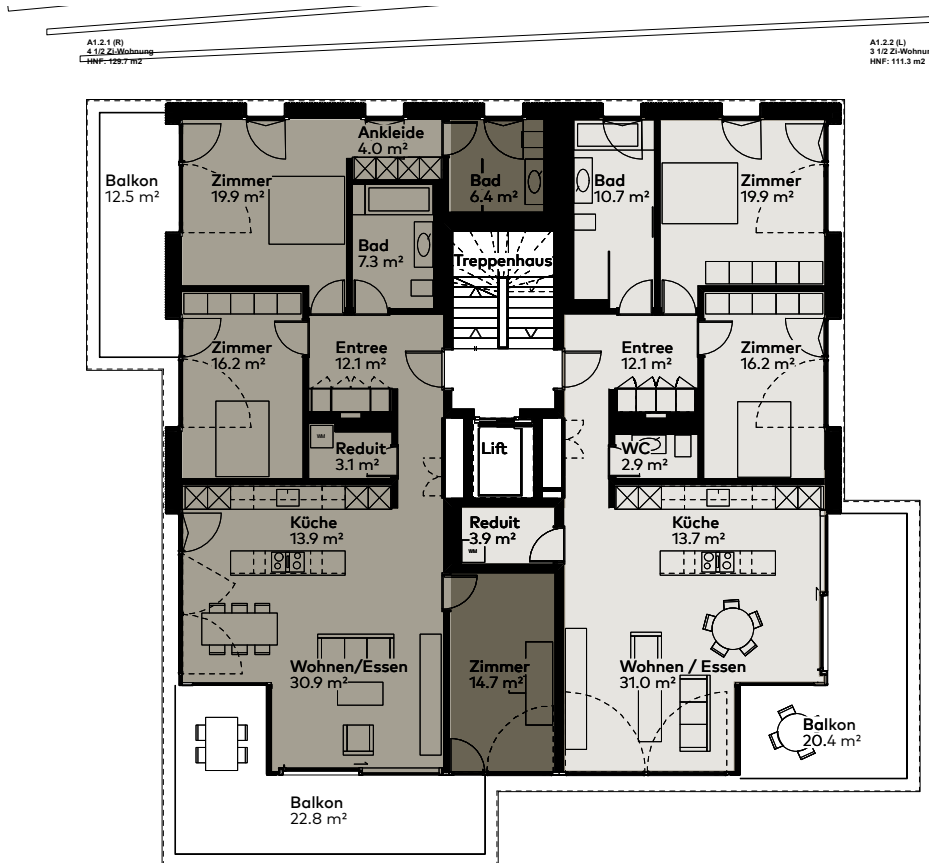 A1.2.1 (R)
4 1/2 Zi-Wohnung
HNF: 129.7 m2
A1.2.2 (L)
3 1/2 Zi-Wohnun
HNF: 111.3 m2
Ankleide
4.0 m²
Balkon
12.5 m²
Zimmer
19.9 m²
Bad
6.4 m²
Bad
10.7 m²
Zimmer
19.9 m²
Bad
7.3 m²
Treppenhaus
Zimmer
16.2 m²
Entree
12.1 m²
Entree
12.1 m²
Zimmer
16.2 m²
WM
Reduit
3.1 m²
Lift
WC
2.9 m²
Küche
13.9 m²
Reduit
3.9 m²
WM
Küche
13.7 m²
Wohnen/Essen
30.9 m²
Zimmer
14.7 m²
Wohnen / Essen
31.0 m²
Balkon
20.4 m²
Balkon
22.8 m²